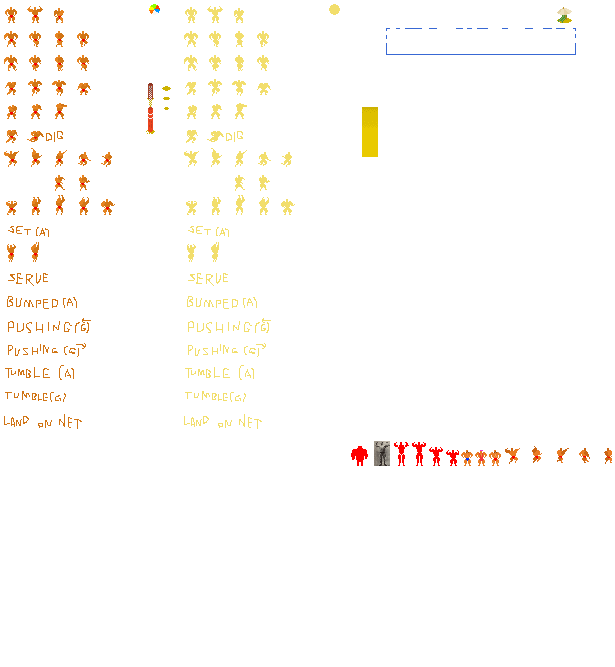 DIG DIG
SET (A) SET (A)
SERVE SERVE
BUMPED (A) BUMPED (A)
PUSHING (G) PUSHING (G)
PUSHING (G) PUSHING (G)
TUMBLE (A) TUMBLE (A)
TUMBLE (G) TUMBLE (G)
LAND ON NET LAND ON NET